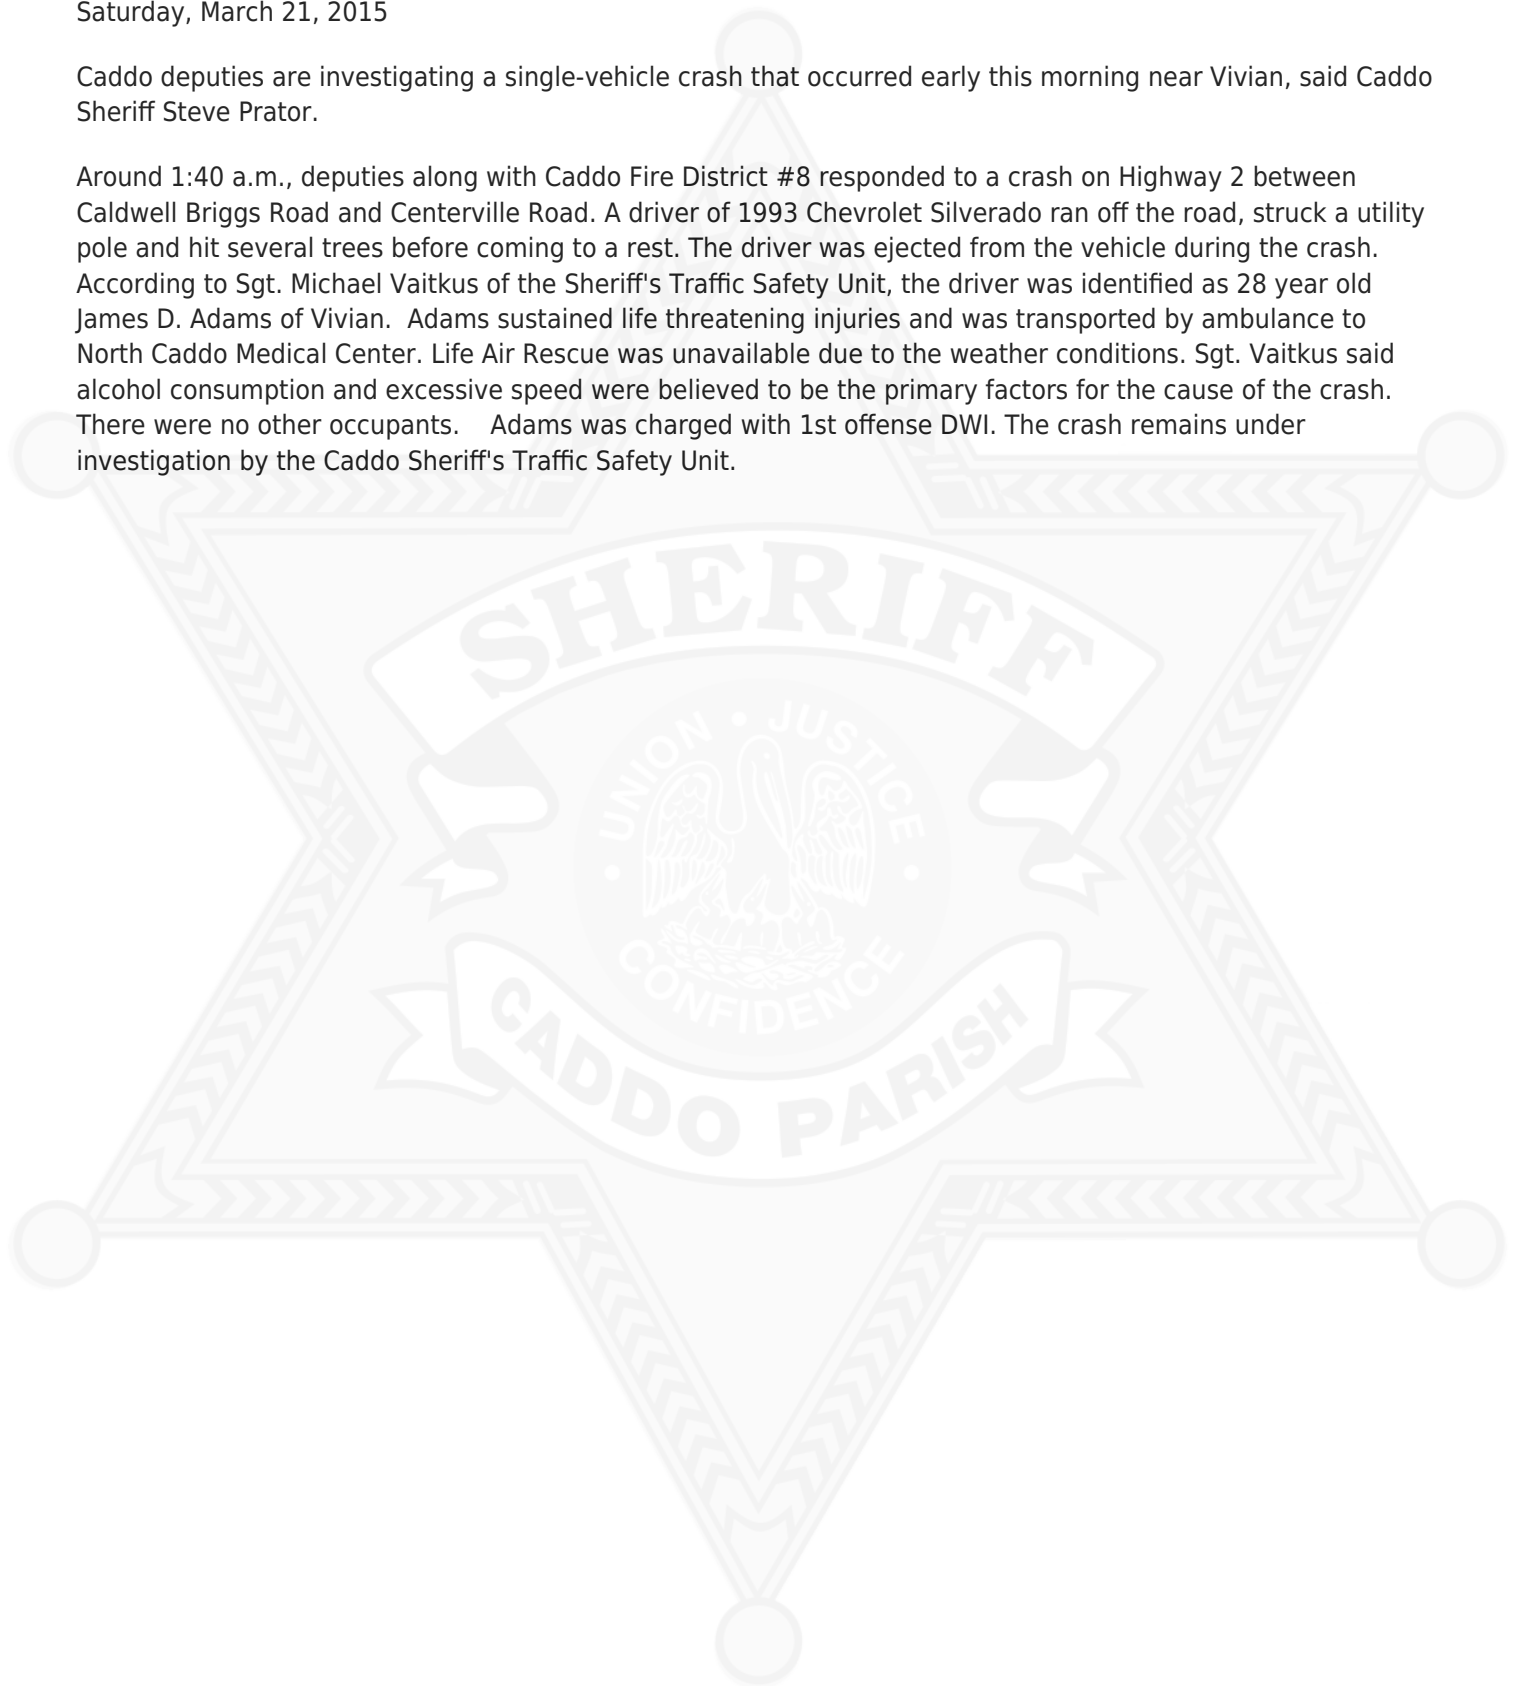 Saturday, March 21, 2015
Caddo deputies are investigating a single-vehicle crash that occurred early this morning near Vivian, said Caddo
Sheriff Steve Prator.
Around 1:40 a.m., deputies along with Caddo Fire District #8 responded to a crash on Highway 2 between
Caldwell Briggs Road and Centerville Road. A driver of 1993 Chevrolet Silverado ran off the road, struck a utility
pole and hit several trees before coming to a rest. The driver was ejected from the vehicle during the crash.
According to Sgt. Michael Vaitkus of the Sheriff's Traffic Safety Unit, the driver was identified as 28 year old
James D. Adams of Vivian.  Adams sustained life threatening injuries and was transported by ambulance to
North Caddo Medical Center. Life Air Rescue was unavailable due to the weather conditions. Sgt. Vaitkus said
alcohol consumption and excessive speed were believed to be the primary factors for the cause of the crash.
There were no other occupants.    Adams was charged with 1st offense DWI. The crash remains under
investigation by the Caddo Sheriff's Traffic Safety Unit.
SHERIFF
UNION • JUSTICE
• CONFIDENCE •
CADDO PARISH